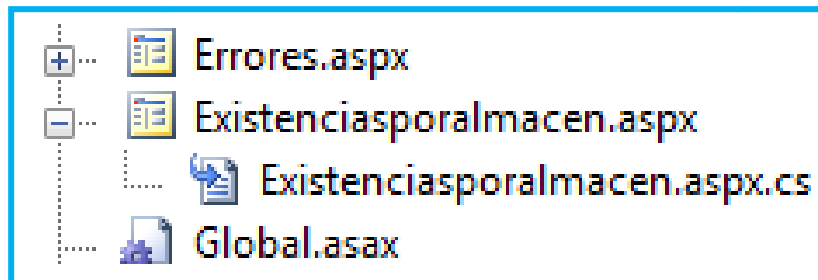 Errores.aspx
Existenciasporalmacen.aspx
Existenciasporalmacen.aspx.cs
Global.asax